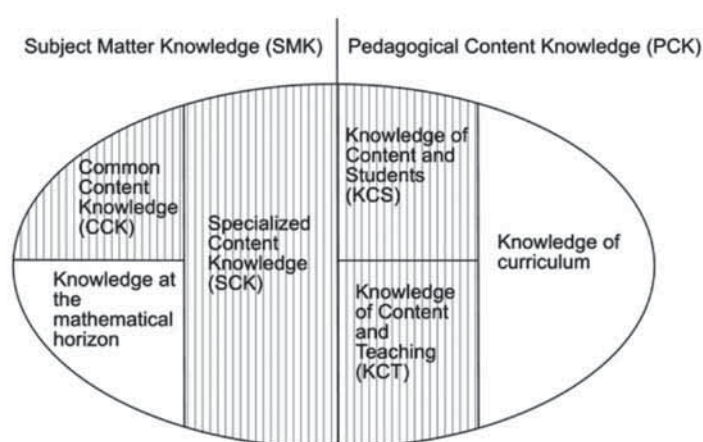 Subject Matter Knowledge (SMK)
Pedagogical Content Knowledge (PCK)
Common
Content
Knowledge
(CCK)
Knowledge at
the
mathematical
horizon
Specialized
Content
Knowledge
(SCK)
Knowledge of
Content and
Students
(KCS)
Knowledge
of Content
and
Teaching
(KCT)
Knowledge of
curriculum